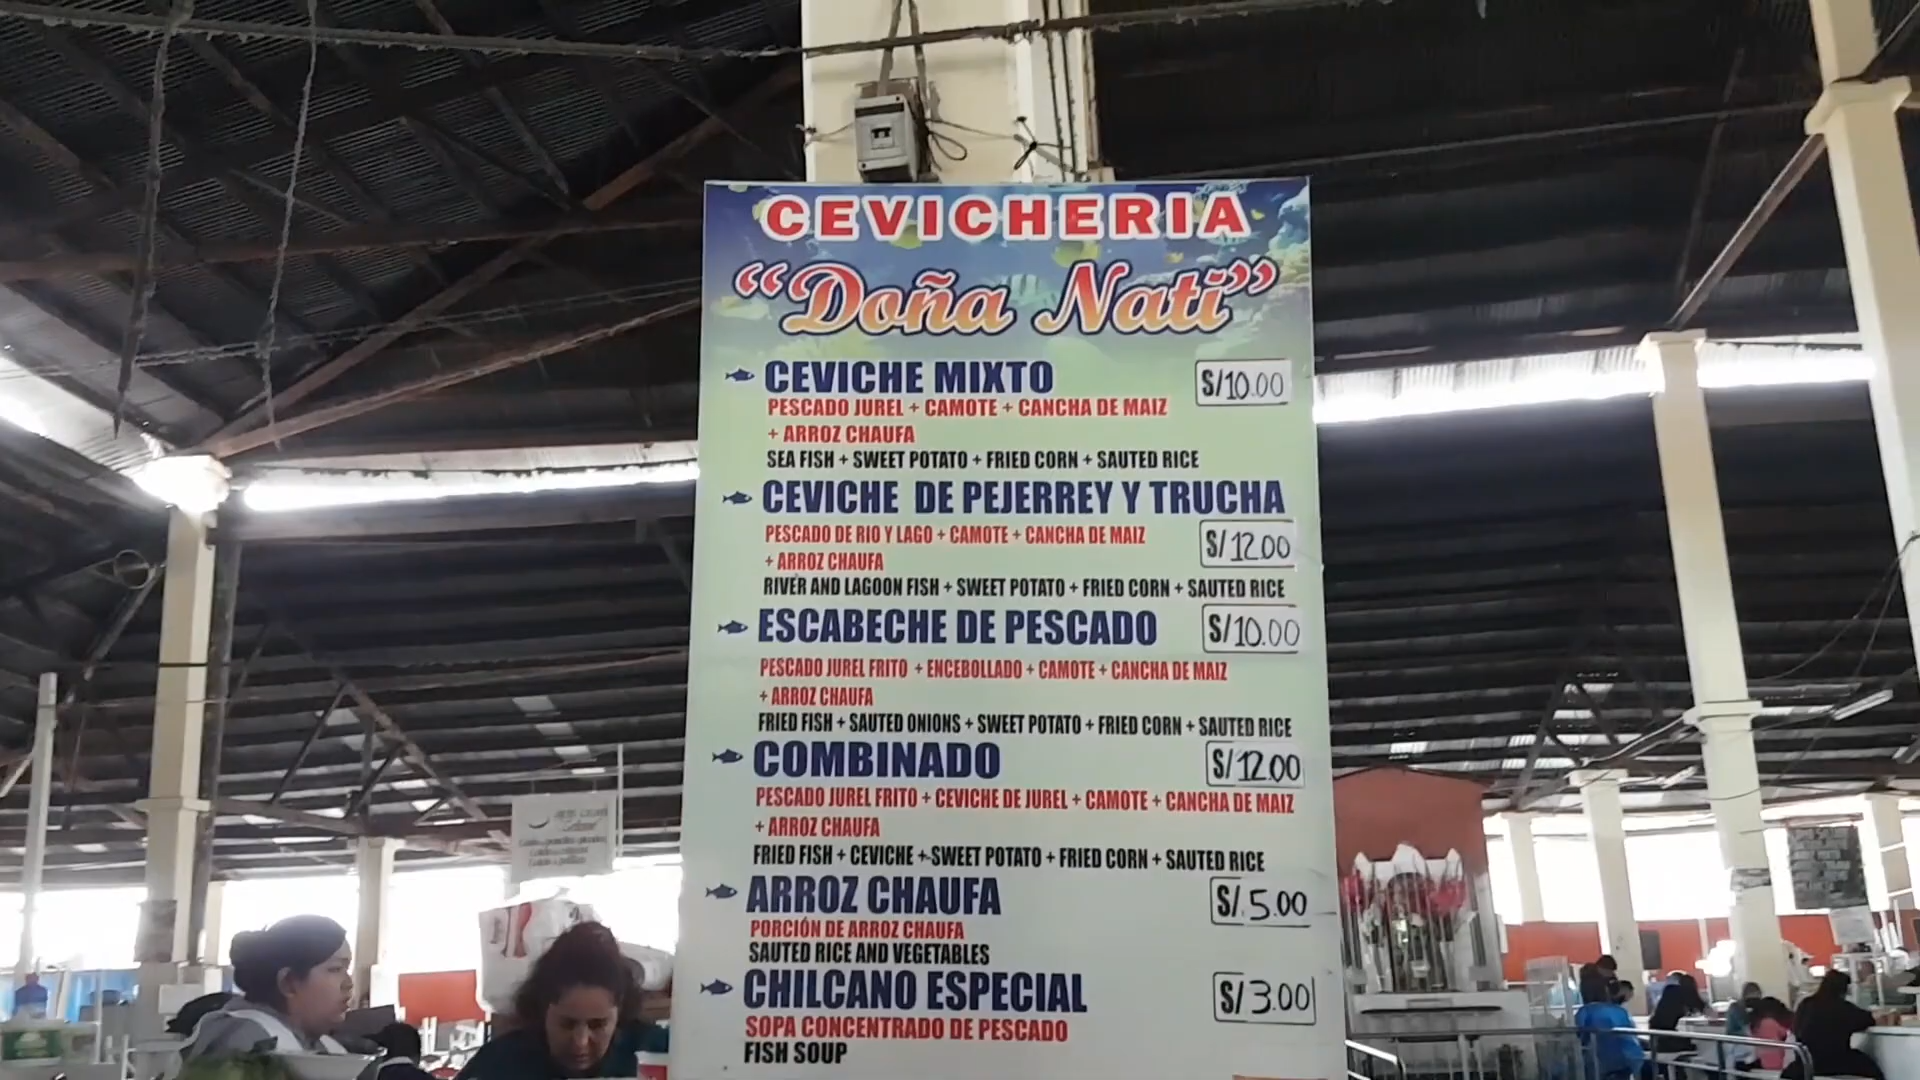 CEVICHERIA
“Doña Nati”
CEVICHE MIXTO S/10.00
PESCADO JUREL + CAMOTE + CANCHA DE MAIZ
+ ARROZ CHAUFA
SEA FISH + SWEET POTATO + FRIED CORN + SAUTED RICE
CEVICHE DE PEJERREY Y TRUCHA
PESCADO DE RIO Y LAGO + CAMOTE + CANCHA DE MAIZ S/12.00
+ ARROZ CHAUFA
RIVER AND LAGOON FISH + SWEET POTATO + FRIED CORN + SAUTED RICE
ESCABECHE DE PESCADO S/10.00
PESCADO JUREL FRITO + ENCEBOLLADO + CAMOTE + CANCHA DE MAIZ
+ ARROZ CHAUFA
FRIED FISH + SAUTED ONIONS + SWEET POTATO + FRIED CORN + SAUTED RICE
COMBINADO S/12.00
PESCADO JUREL FRITO + CEVICHE DE JUREL + CAMOTE + CANCHA DE MAIZ
+ ARROZ CHAUFA
FRIED FISH + CEVICHE + SWEET POTATO + FRIED CORN + SAUTED RICE
ARROZ CHAUFA S/.5.00
PORCIÓN DE ARROZ CHAUFA
SAUTED RICE AND VEGETABLES
CHILCANO ESPECIAL S/3.00
SOPA CONCENTRADO DE PESCADO
FISH SOUP